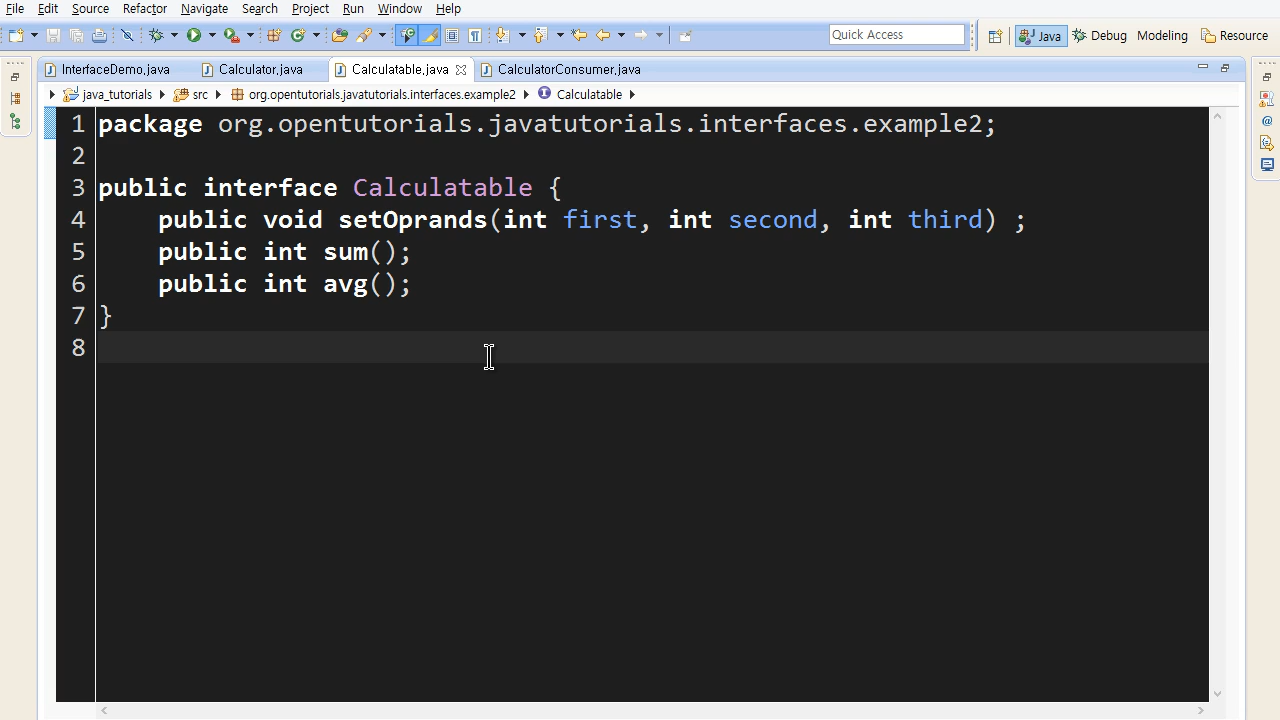 File Edit Source Refactor Navigate Search Project Run Window Help
Quick Access Java Debug Modeling Resource
InterfaceDemo.java Calculator.java Calculatable.java CalculatorConsumer.java
java_tutorials src org.opentutorials.javatutorials.interfaces.example2 Calculatable
1 package org.opentutorials.javatutorials.interfaces.example2;
2
3 public interface Calculatable {
4 public void setOprands(int first, int second, int third) ;
5 public int sum();
6 public int avg();
7 }
8